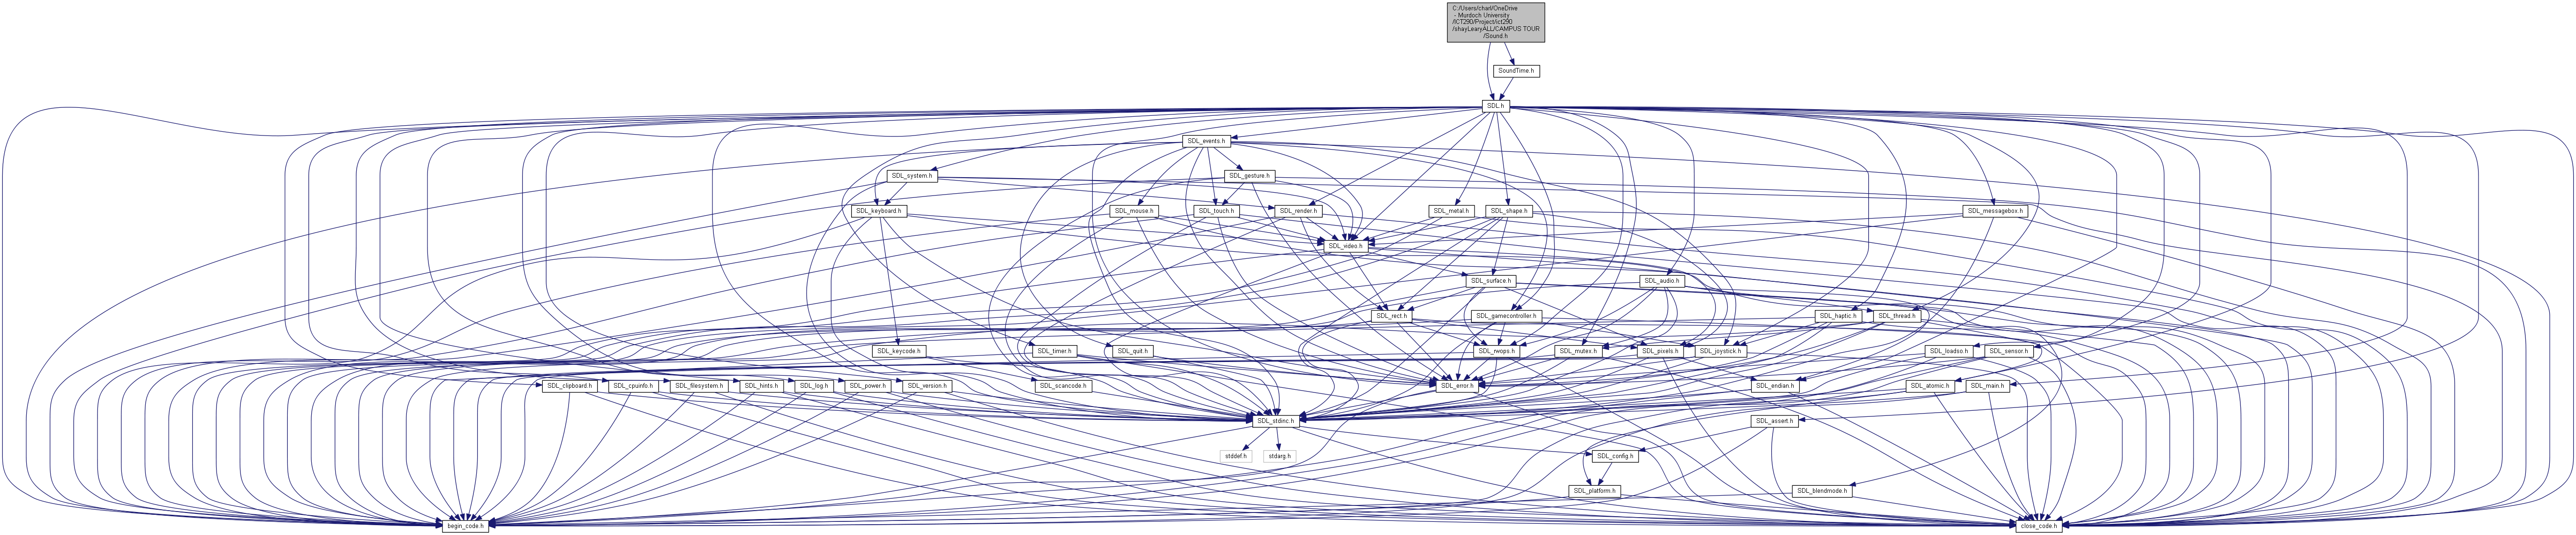 C:/Users/charl/OneDrive
- Murdoch University
/ICT290/Project/ict290
/shayLearyALL/CAMPUS TOUR
/Sound.h
SoundTime.h
SDL.h
SDL_events.h
SDL_system.h
SDL_gesture.h
SDL_keyboard.h
SDL_mouse.h
SDL_touch.h
SDL_render.h
SDL_metal.h
SDL_shape.h
SDL_messagebox.h
SDL_video.h
SDL_surface.h
SDL_audio.h
SDL_rect.h
SDL_gamecontroller.h
SDL_haptic.h
SDL_thread.h
SDL_keycode.h
SDL_timer.h
SDL_quit.h
SDL_rwops.h
SDL_mutex.h
SDL_pixels.h
SDL_joystick.h
SDL_loadso.h
SDL_sensor.h
SDL_clipboard.h
SDL_cpuinfo.h
SDL_filesystem.h
SDL_hints.h
SDL_log.h
SDL_power.h
SDL_version.h
SDL_scancode.h
SDL_error.h
SDL_endian.h
SDL_atomic.h
SDL_main.h
SDL_stdinc.h
SDL_assert.h
stddef.h
stdarg.h
SDL_config.h
SDL_platform.h
SDL_blendmode.h
begin_code.h
close_code.h